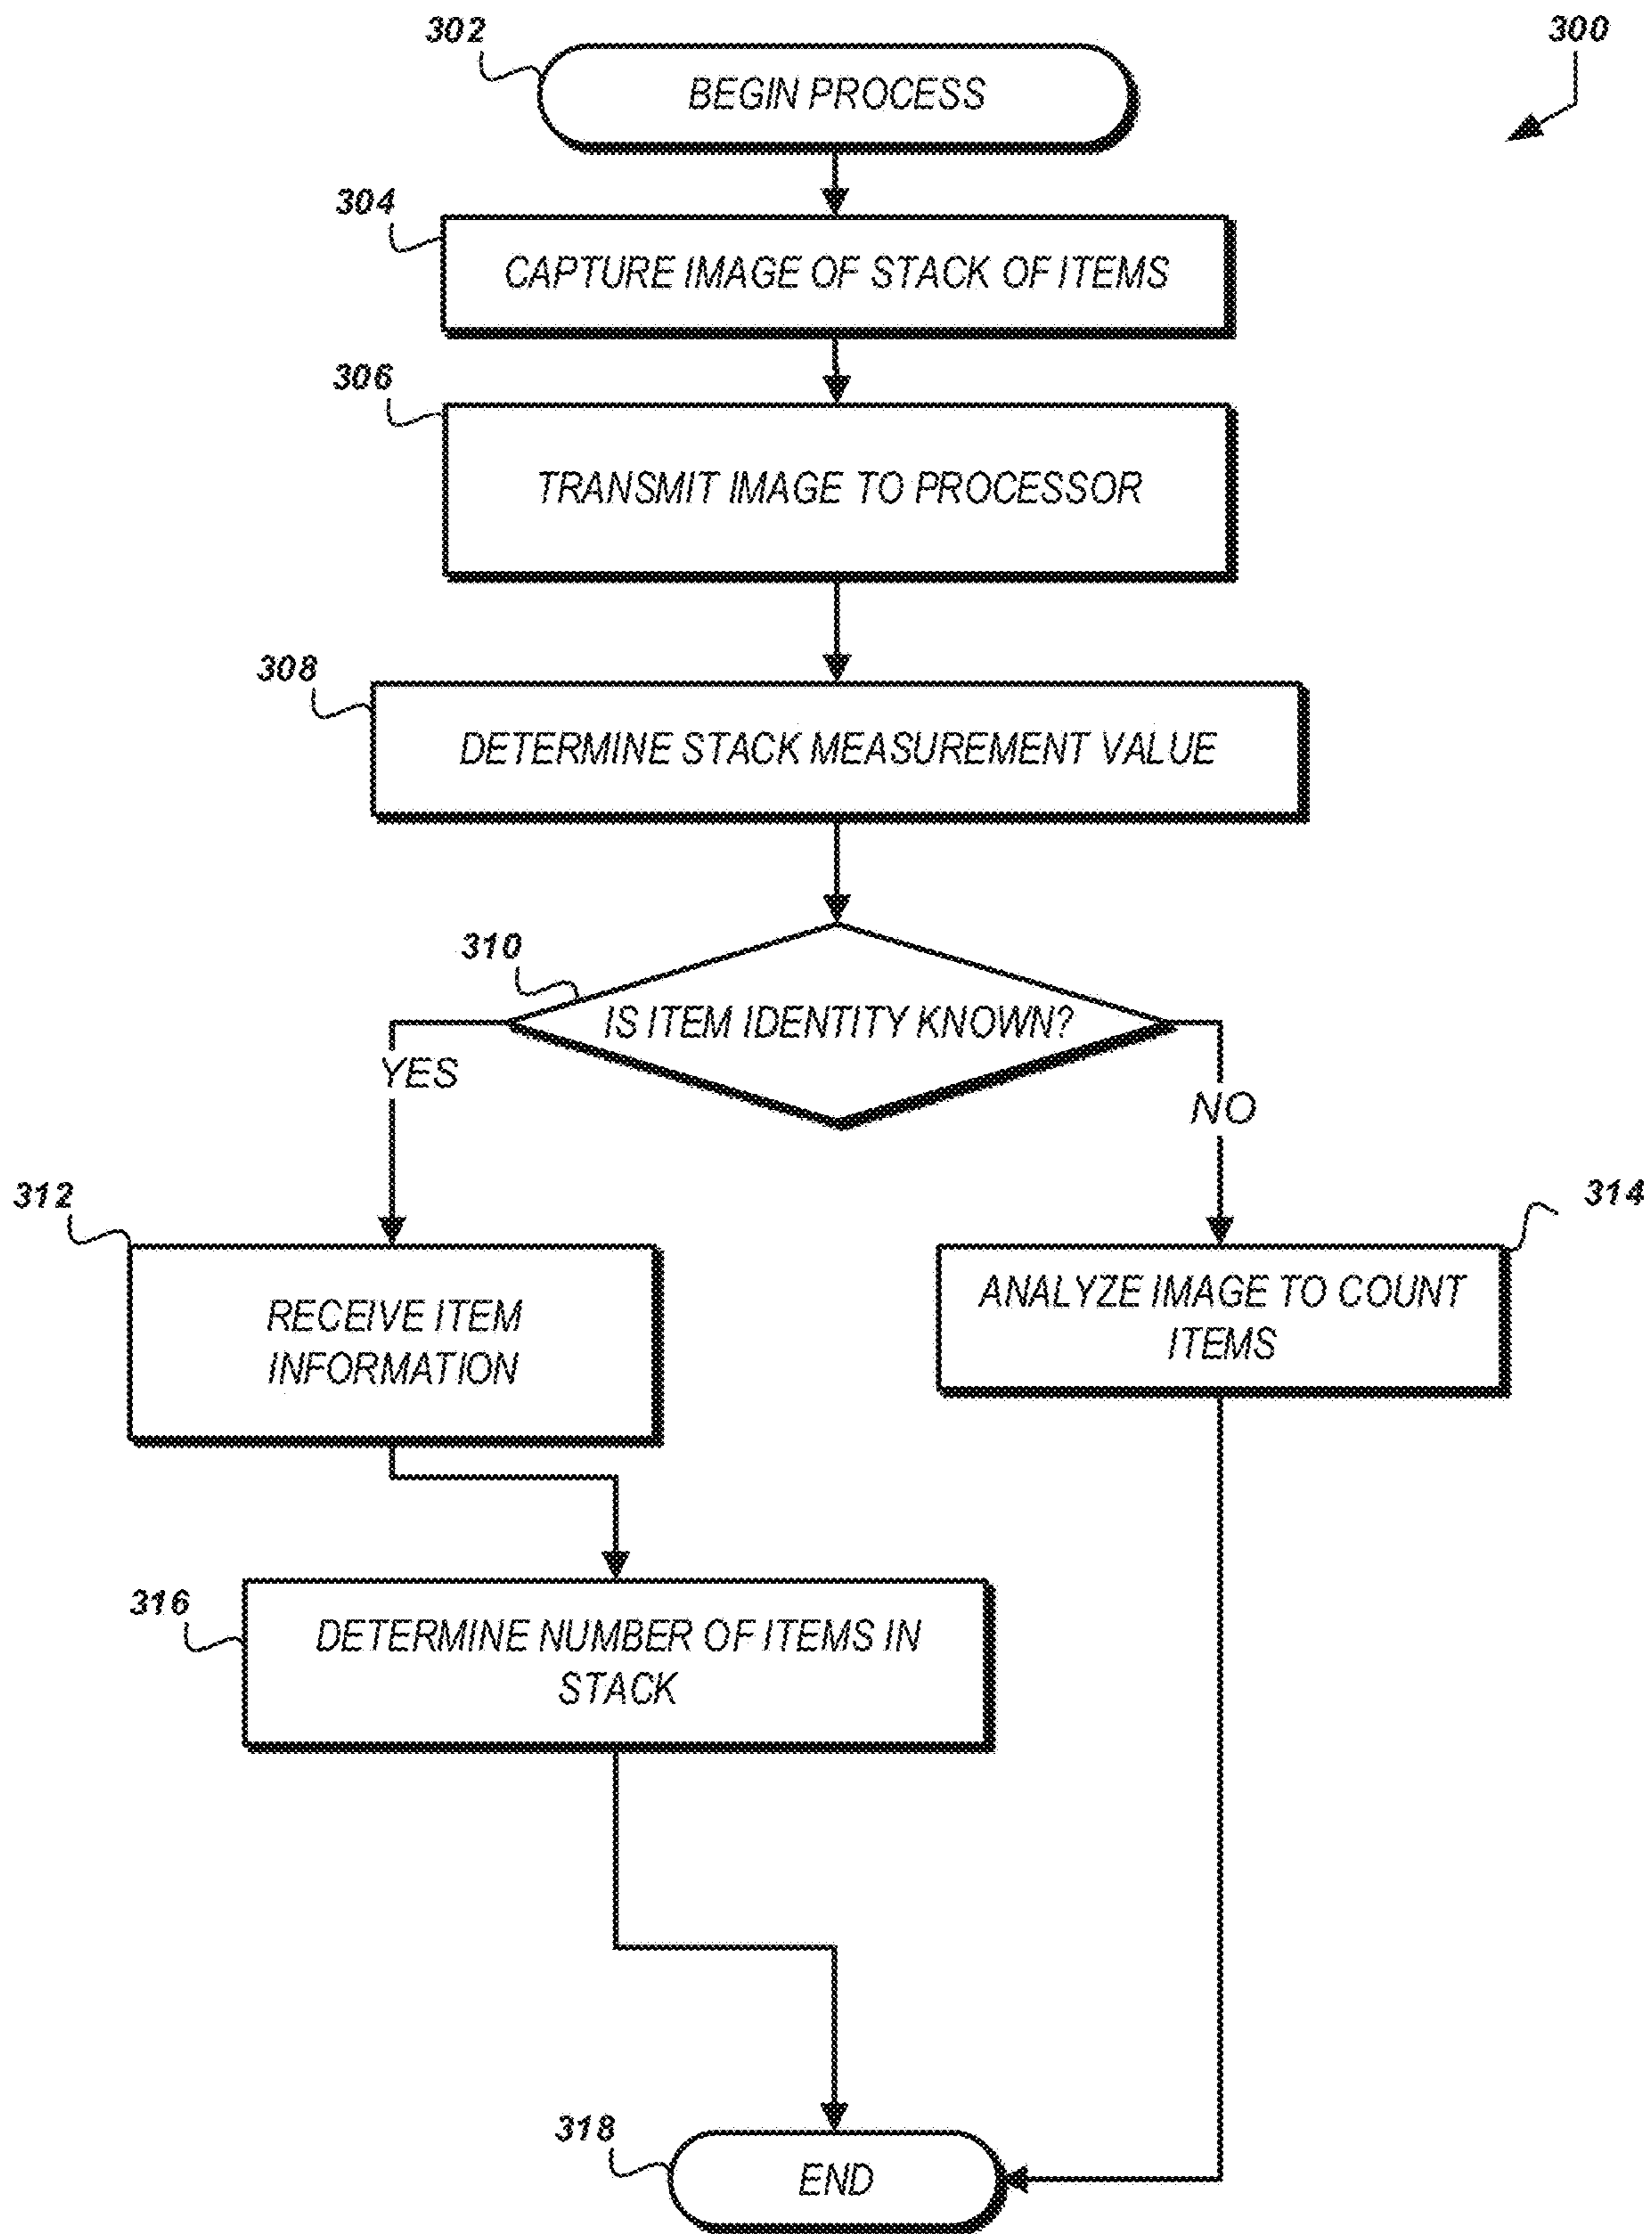 302
300
BEGIN PROCESS
304
CAPTURE IMAGE OF STACK OF ITEMS
306
TRANSMIT IMAGE TO PROCESSOR
308
DETERMINE STACK MEASUREMENT VALUE
310
IS ITEM IDENTITY KNOWN?
YES
NO
312
314
RECEIVE ITEM
INFORMATION
ANALYZE IMAGE TO COUNT
ITEMS
316
DETERMINE NUMBER OF ITEMS IN
STACK
318
END